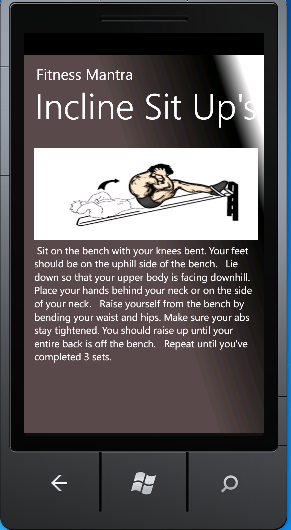 Fitness Mantra
Incline Sit Up's
Sit on the bench with your knees bent. Your feet
should be on the uphill side of the bench.   Lie
down so that your upper body is facing downhill.
Place your hands behind your neck or on the side
of your neck.   Raise yourself from the bench by
bending your waist and hips. Make sure your abs
stay tightened. You should raise up until your
entire back is off the bench.   Repeat until you've
completed 3 sets.